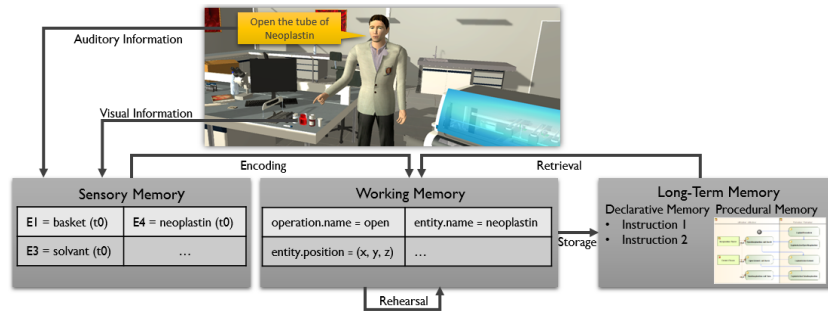 Open the tube of
Neoplastin
Auditory Information
Visual Information
Encoding
Retrieval
Sensory Memory
E1 = basket (t0)
E4 = neoplastin (t0)
E3 = solvant (t0)
...
Working Memory
operation.name = open
entity.name = neoplastin
entity.position = (x, y, z)
...
Rehearsal
Storage
Long-Term Memory
Declarative Memory
• Instruction 1
• Instruction 2
Procedural Memory